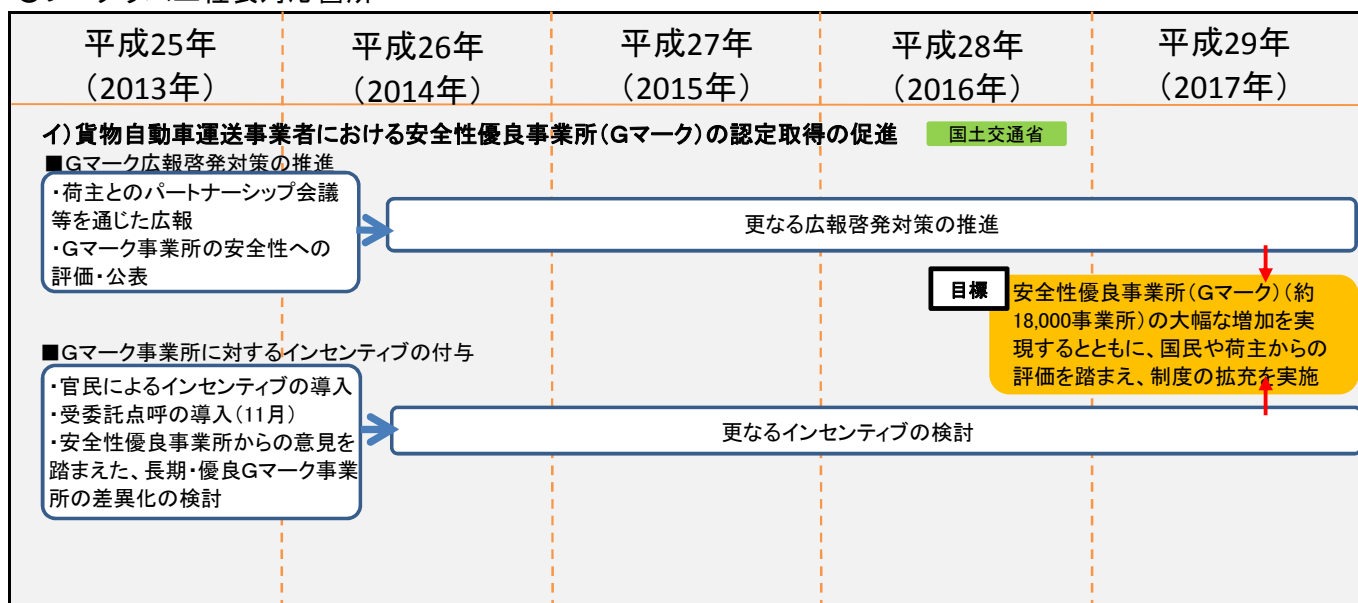 平成25年
(2013年)
平成26年
(2014年)
平成27年
(2015年)
平成28年
(2016年)
平成29年
(2017年)
イ)貨物自動車運送事業者における安全性優良事業所(Gマーク)の認定取得の促進
国土交通省
■Gマーク広報啓発対策の推進
・荷主とのパートナーシップ会議
等を通じた広報
・Gマーク事業所の安全性への
評価・公表
更なる広報啓発対策の推進
目標
安全性優良事業所(Gマーク)(約
18,000事業所)の大幅な増加を実
現するとともに、国民や荷主からの
評価を踏まえ、制度の拡充を実施
■Gマーク事業所に対するインセンティブの付与
・官民によるインセンティブの導入
・受委託点呼の導入(11月)
・安全性優良事業所からの意見を
踏まえた、長期・優良Gマーク事業
所の差異化の検討
更なるインセンティブの検討